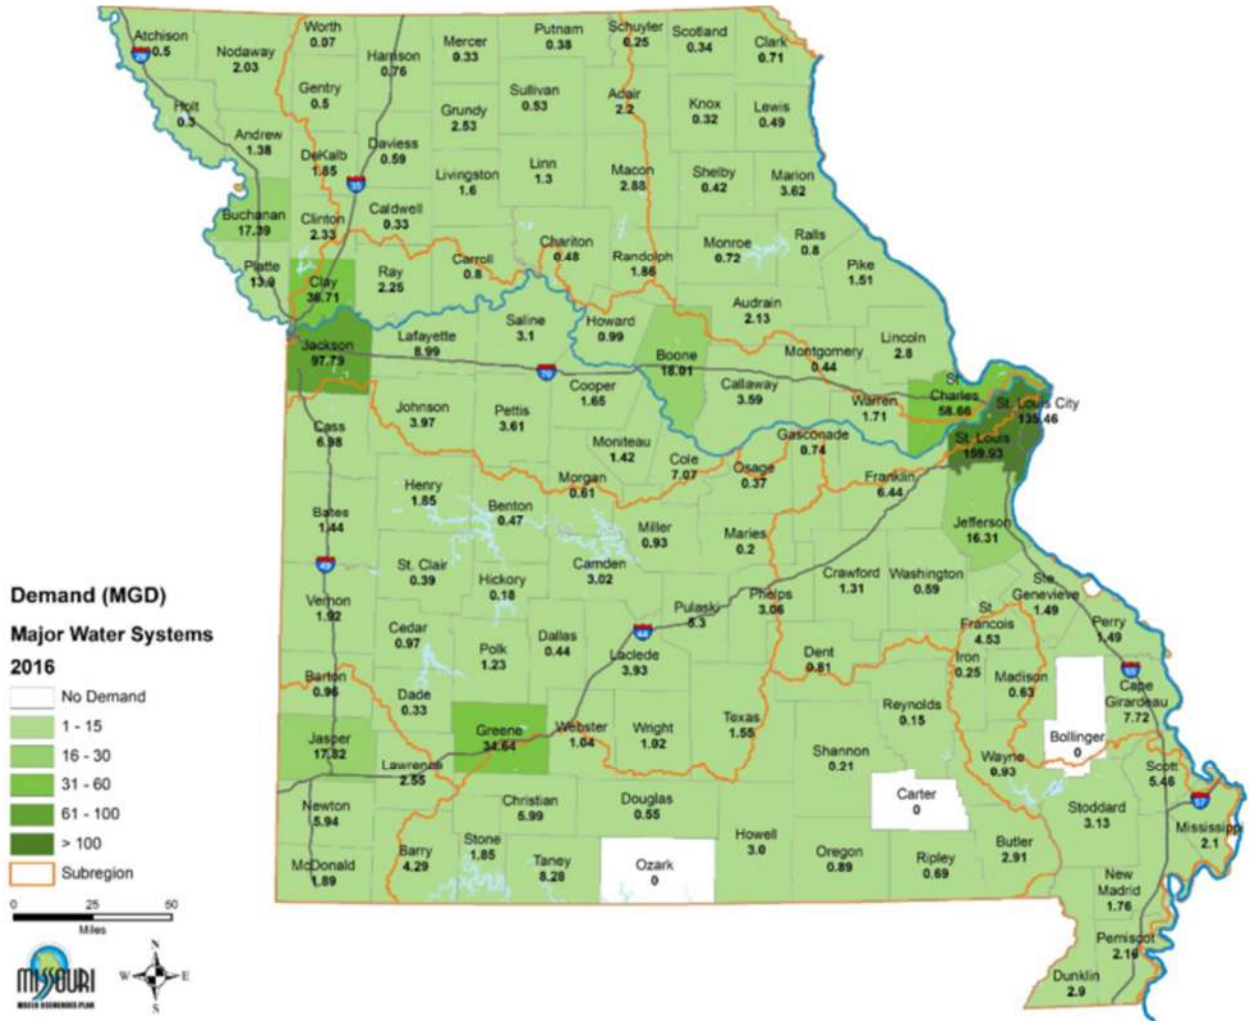 Atchison
0.5
Nodaway
2.03
Worth
0.07
Harrison
0.76
Mercer
0.33
Putnam
0.38
Schuyler
0.25
Scotland
0.34
Clark
0.71
Holt
0.3
Andrew
1.38
Gentry
0.5
DeKalb
1.85
Daviess
0.59
Grundy
2.53
Sullivan
0.53
Adair
2.2
Knox
0.32
Lewis
0.49
Livingston
1.6
Linn
1.3
Macon
2.88
Shelby
0.42
Marion
3.62
Buchanan
17.39
Clinton
2.33
Caldwell
0.33
Platte
Clay
Ray
2.25
Carroll
0.8
Chariton
0.48
Randolph
1.86
Monroe
0.72
Ralls
0.8
Pike
1.51
Jackson
97.79
Lafayette
8.99
Saline
3.1
Howard
0.99
Boone
18.01
Audrain
2.13
Callaway
3.59
Montgomery
0.44
Lincoln
2.8
Warren
1.71
St.
Charles
58.66
St. Louis City
135.46
St. Louis
159.93
Cass
6.98
Johnson
3.97
Pettis
3.61
Cooper
1.65
Moniteau
1.42
Cole
7.07
Osage
0.37
Gasconade
0.74
Franklin
6.44
Jefferson
16.31
Bates
1.44
Henry
1.85
Benton
0.47
Morgan
0.61
Miller
0.93
Maries
0.2
Camden
3.02
St. Clair
0.39
Hickory
0.18
Vernon
1.92
Cedar
0.97
Polk
1.23
Dallas
0.44
Laclede
3.93
Pulaski
5.3
Phelps
3.06
Crawford
1.31
Washington
0.59
Ste.
Genevieve
1.49
St.
Francois
4.53
Perry
1.49
Barton
0.96
Dade
0.33
Dent
0.81
Iron
0.25
Madison
0.63
Cape
Girardeau
7.72
Bollinger
0
Jasper
17.82
Lawrence
2.55
Greene
34.64
Webster
1.04
Wright
1.02
Texas
1.55
Shannon
0.21
Reynolds
0.15
Wayne
0.93
Scott
5.46
Newton
5.94
Christian
5.99
Douglas
0.55
Carter
0
Stoddard
3.13
Mississippi
2.1
McDonald
1.89
Barry
4.29
Stone
1.85
Taney
8.28
Ozark
0
Howell
3.0
Oregon
0.89
Ripley
0.69
Butler
2.91
New
Madrid
1.76
Pemiscot
2.16
Dunklin
2.9
29
35
70
49
44
55
57
Demand (MGD)
Major Water Systems
2016
No Demand
1 - 15
16 - 30
31 - 60
61 - 100
> 100
Subregion
0 25 50
Miles
MISSOURI
WATER RESOURCES PLAN
N
W E
S